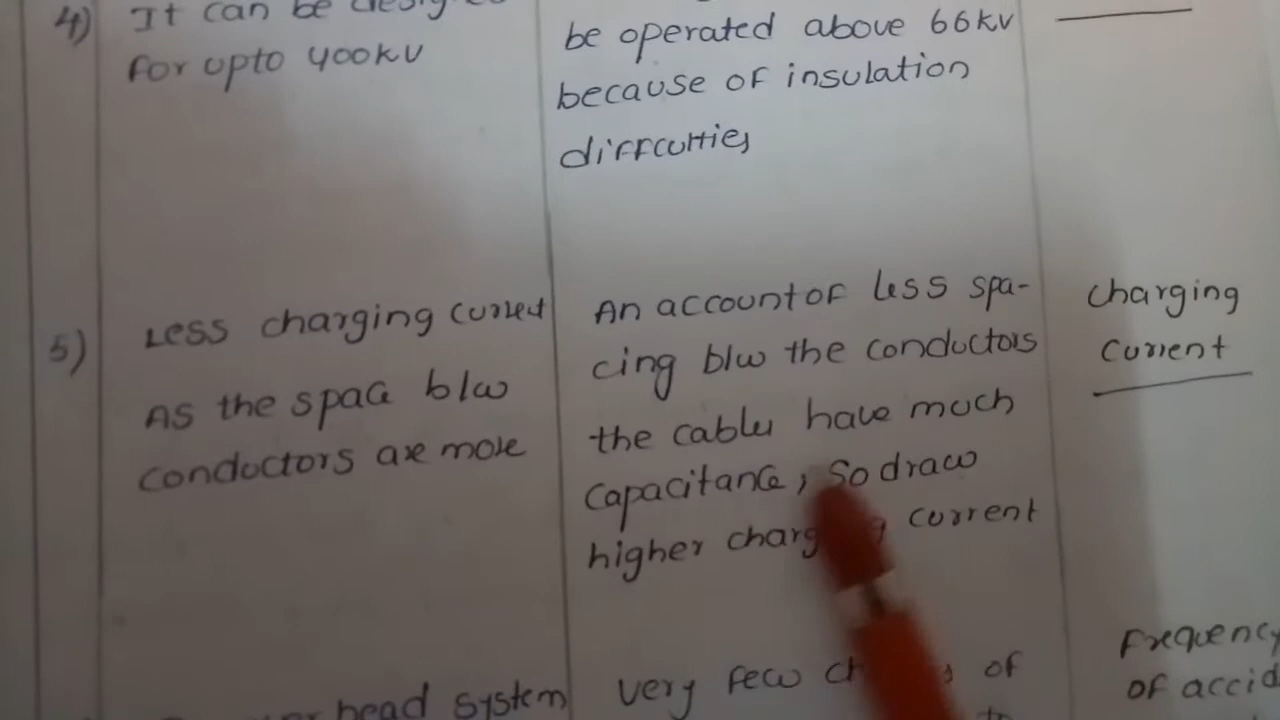 4) It can be
for upto 400kV
be operated above 66kV
because of insulation
diffcutties
5) Less charging current
As the space b/w
conductors are more
An account of less spa-
cing b/w the conductors
the cables have much
capacitance, so draw
higher charging current
charging
current
head system
very few of
Frequency
of accid